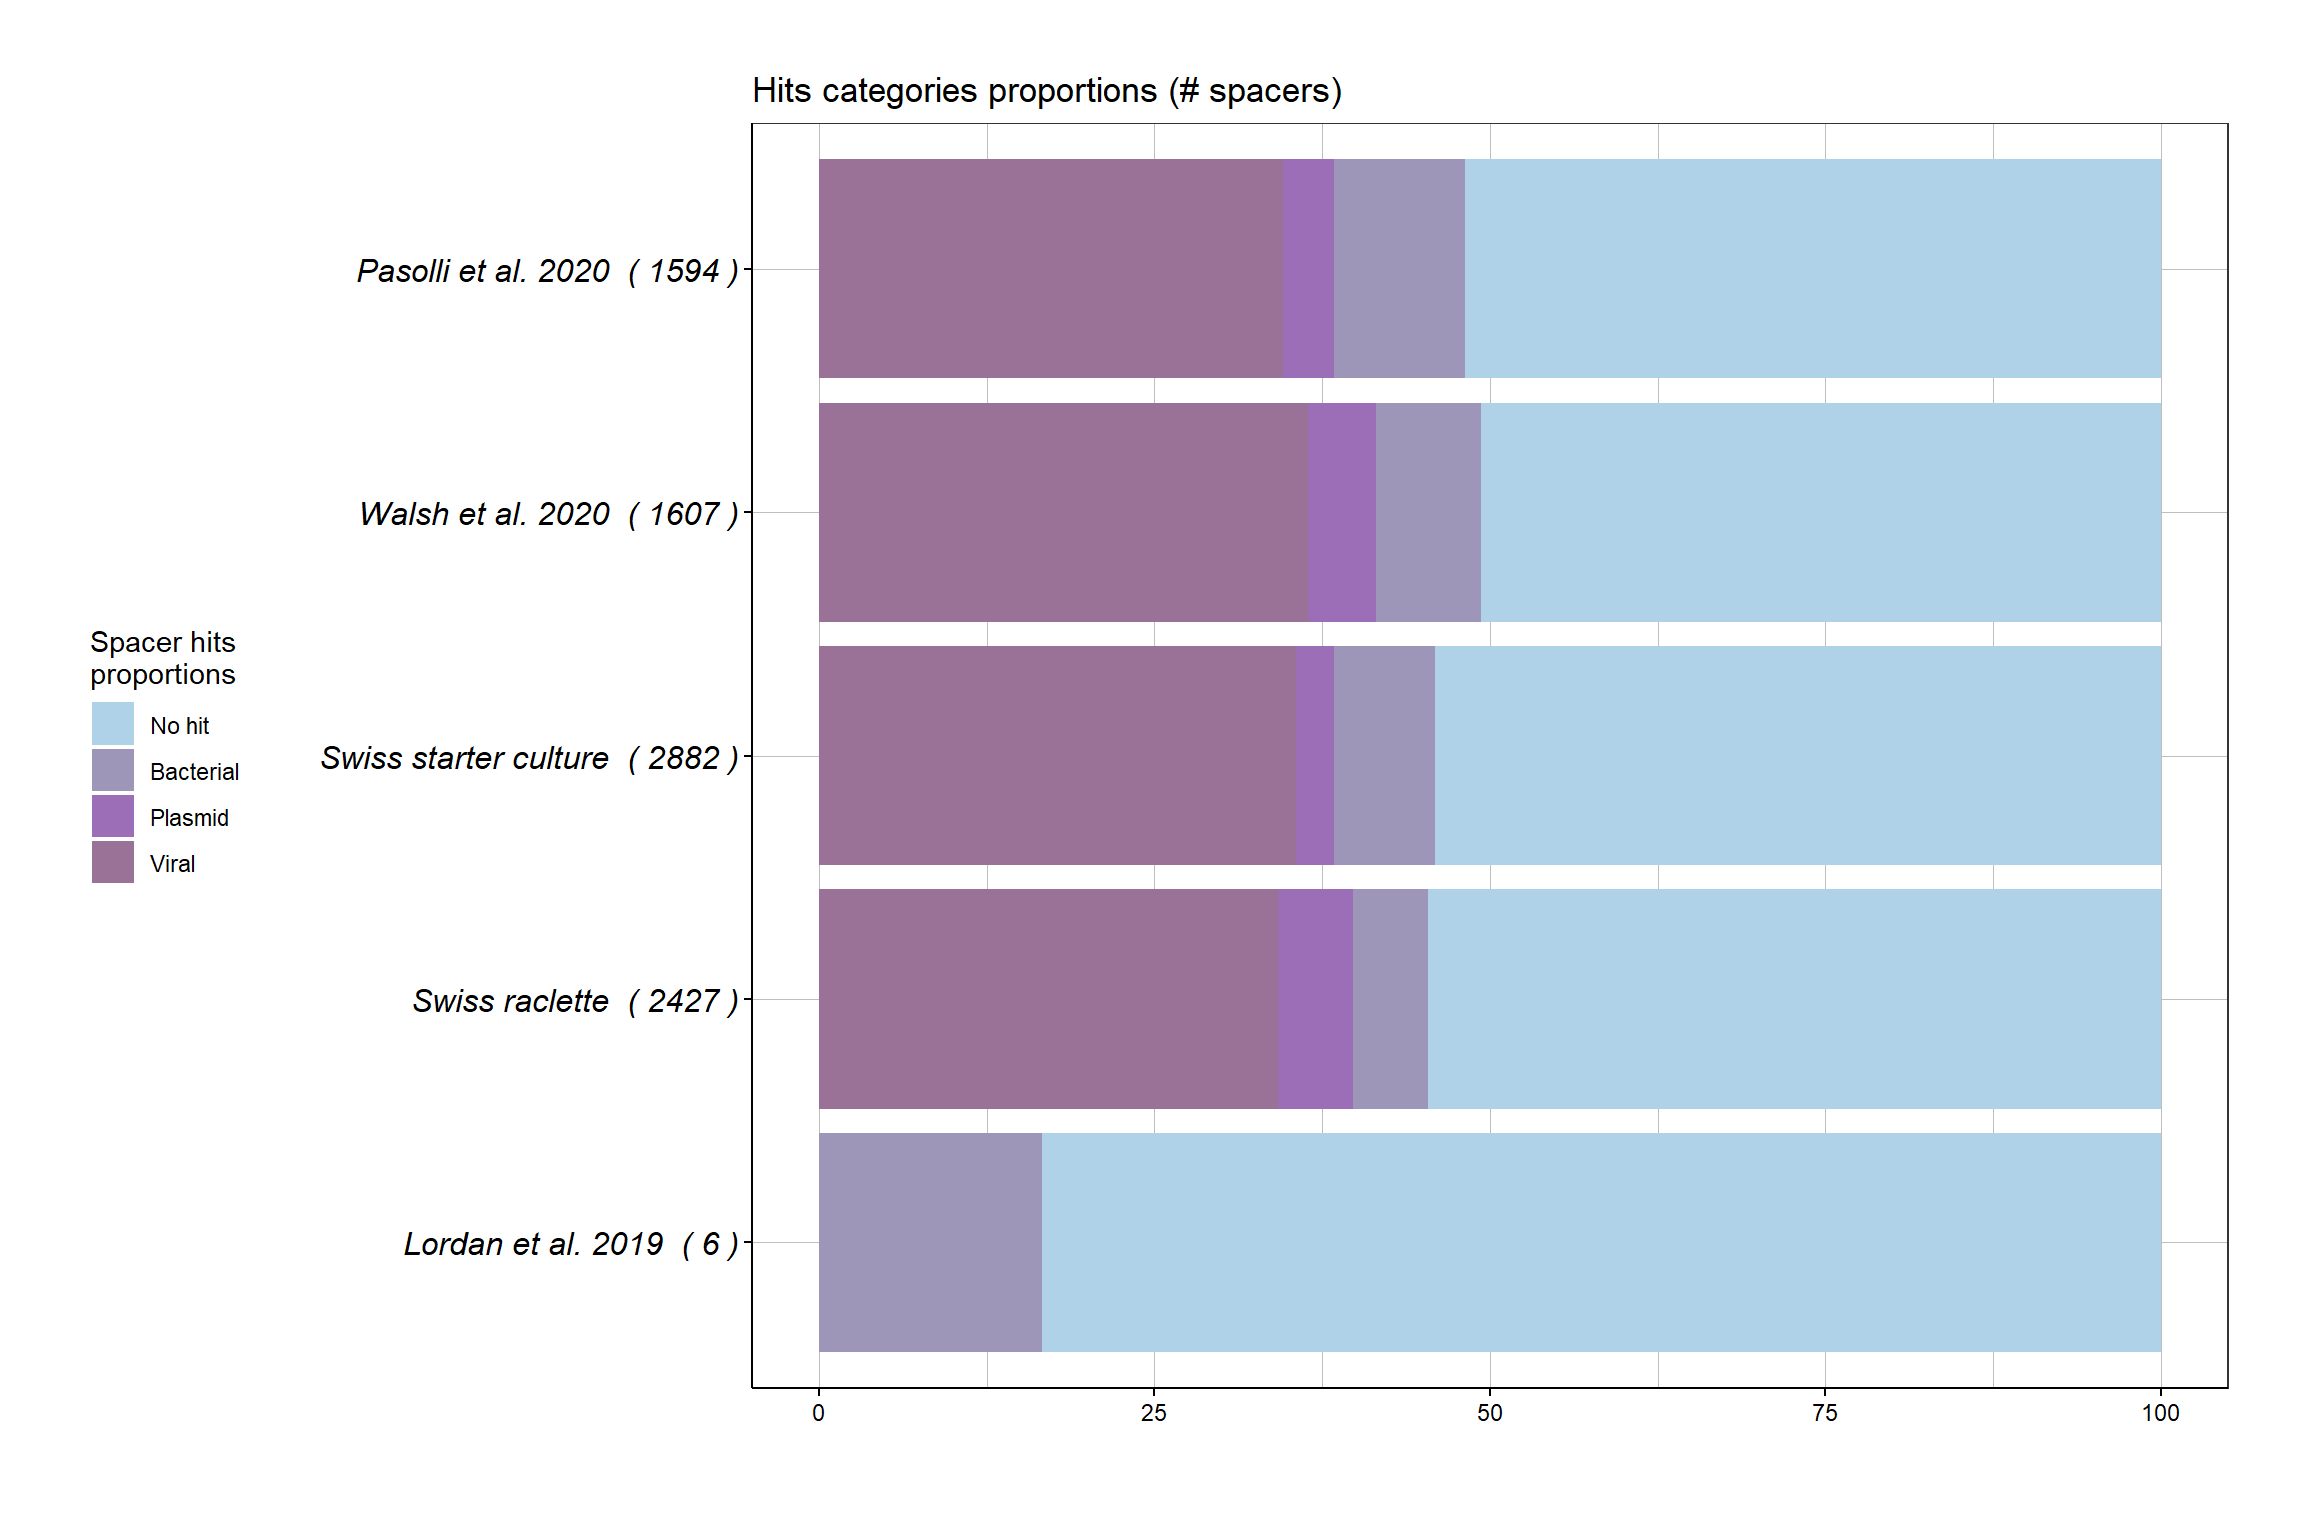 Hits categories proportions (# spacers)
Pasolli et al. 2020 ( 1594 )
Walsh et al. 2020 ( 1607 )
Swiss starter culture ( 2882 )
Swiss raclette ( 2427 )
Lordan et al. 2019 ( 6 )
0 25 50 75 100
Spacer hits
proportions
No hit
Bacterial
Plasmid
Viral